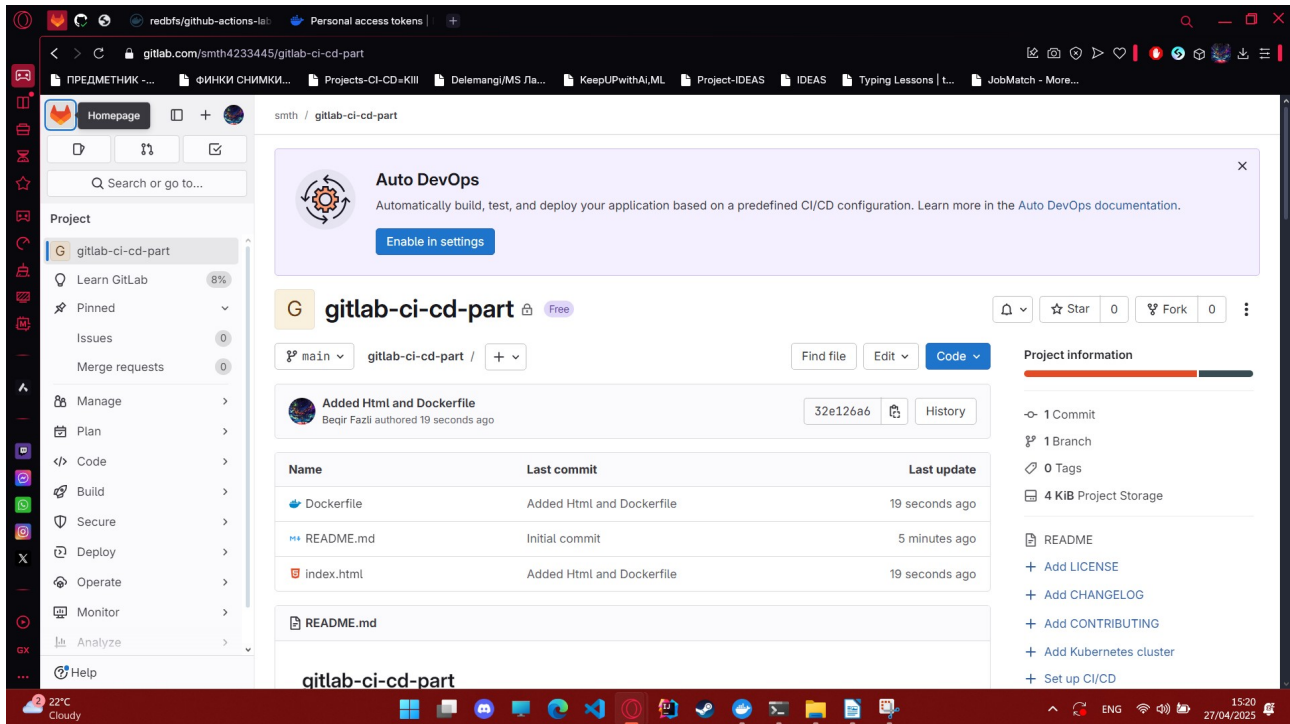 redbfs/github-actions-lab
Personal access tokens |
gitlab.com/smth4233445/gitlab-ci-cd-part
ПРЕДМЕТНИК -...
ФИНКИ СНИМКИ...
Projects-CI-CD=KIII
Delemangi/MS Ла...
KeepUPwithAi,ML
Project-IDEAS
IDEAS
Typing Lessons | t...
JobMatch - More...
Homepage
smth / gitlab-ci-cd-part
Search or go to...
Project
G gitlab-ci-cd-part
Learn GitLab 8%
Pinned
Issues 0
Merge requests 0
Manage
Plan
Code
Build
Secure
Deploy
Operate
Monitor
Analyze
Help
Auto DevOps
Automatically build, test, and deploy your application based on a predefined CI/CD configuration. Learn more in the Auto DevOps documentation.
Enable in settings
G gitlab-ci-cd-part Free
Star 0
Fork 0
main
gitlab-ci-cd-part / +
Find file
Edit
Code
Added Html and Dockerfile
Beqir Fazli authored 19 seconds ago
32e126a6
History
Name Last commit Last update
Dockerfile Added Html and Dockerfile 19 seconds ago
README.md Initial commit 5 minutes ago
index.html Added Html and Dockerfile 19 seconds ago
README.md
gitlab-ci-cd-part
Project information
1 Commit
1 Branch
0 Tags
4 KiB Project Storage
README
+ Add LICENSE
+ Add CHANGELOG
+ Add CONTRIBUTING
+ Add Kubernetes cluster
+ Set up CI/CD
GX
2
22°C
Cloudy
ENG
15:20
27/04/2025